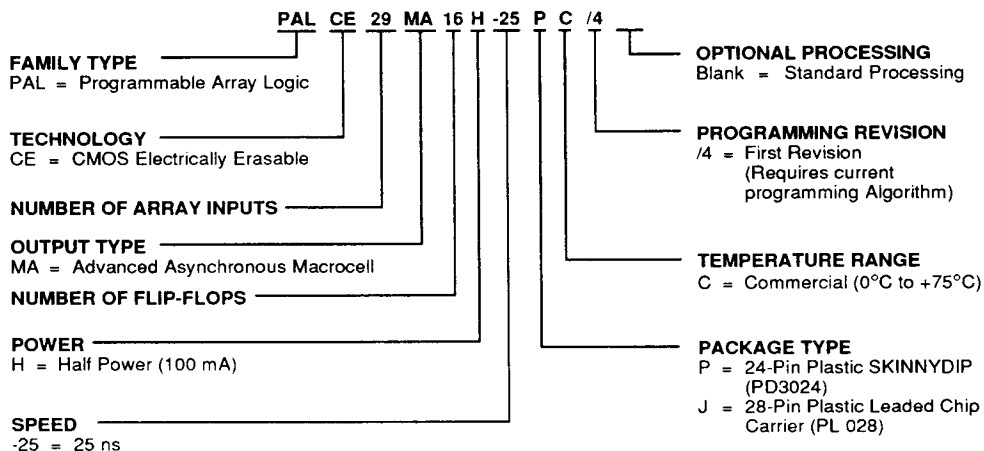 PAL CE 29 MA 16 H -25 P C /4
FAMILY TYPE
PAL = Programmable Array Logic
TECHNOLOGY
CE = CMOS Electrically Erasable
NUMBER OF ARRAY INPUTS
OUTPUT TYPE
MA = Advanced Asynchronous Macrocell
NUMBER OF FLIP-FLOPS
POWER
H = Half Power (100 mA)
SPEED
-25 = 25 ns
OPTIONAL PROCESSING
Blank = Standard Processing
PROGRAMMING REVISION
/4 = First Revision
(Requires current
programming Algorithm)
TEMPERATURE RANGE
C = Commercial (0°C to +75°C)
PACKAGE TYPE
P = 24-Pin Plastic SKINNYDIP
(PD3024)
J = 28-Pin Plastic Leaded Chip
Carrier (PL 028)